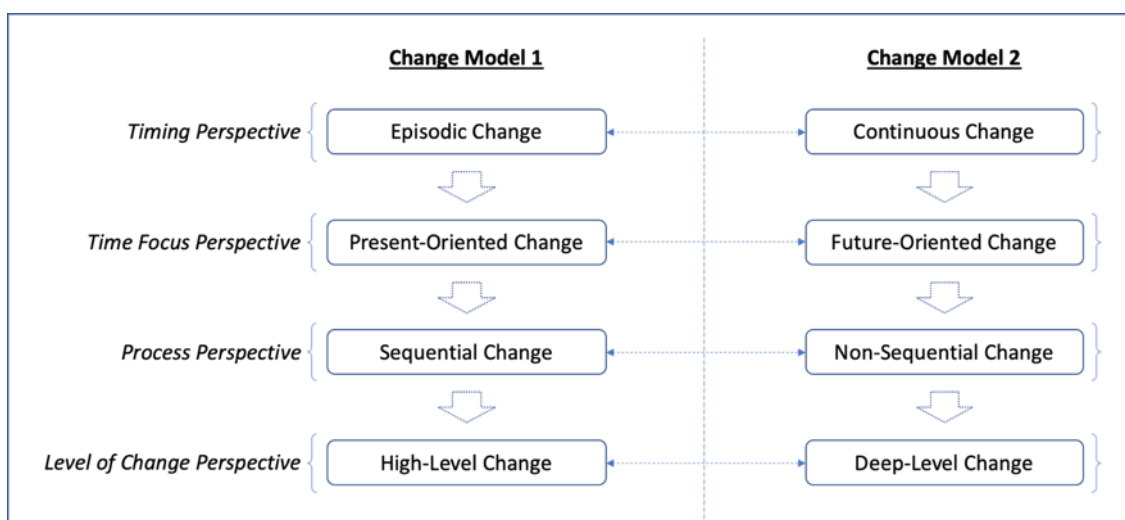 Change Model 1
Change Model 2
Timing Perspective
Episodic Change
Continuous Change
Time Focus Perspective
Present-Oriented Change
Future-Oriented Change
Process Perspective
Sequential Change
Non-Sequential Change
Level of Change Perspective
High-Level Change
Deep-Level Change